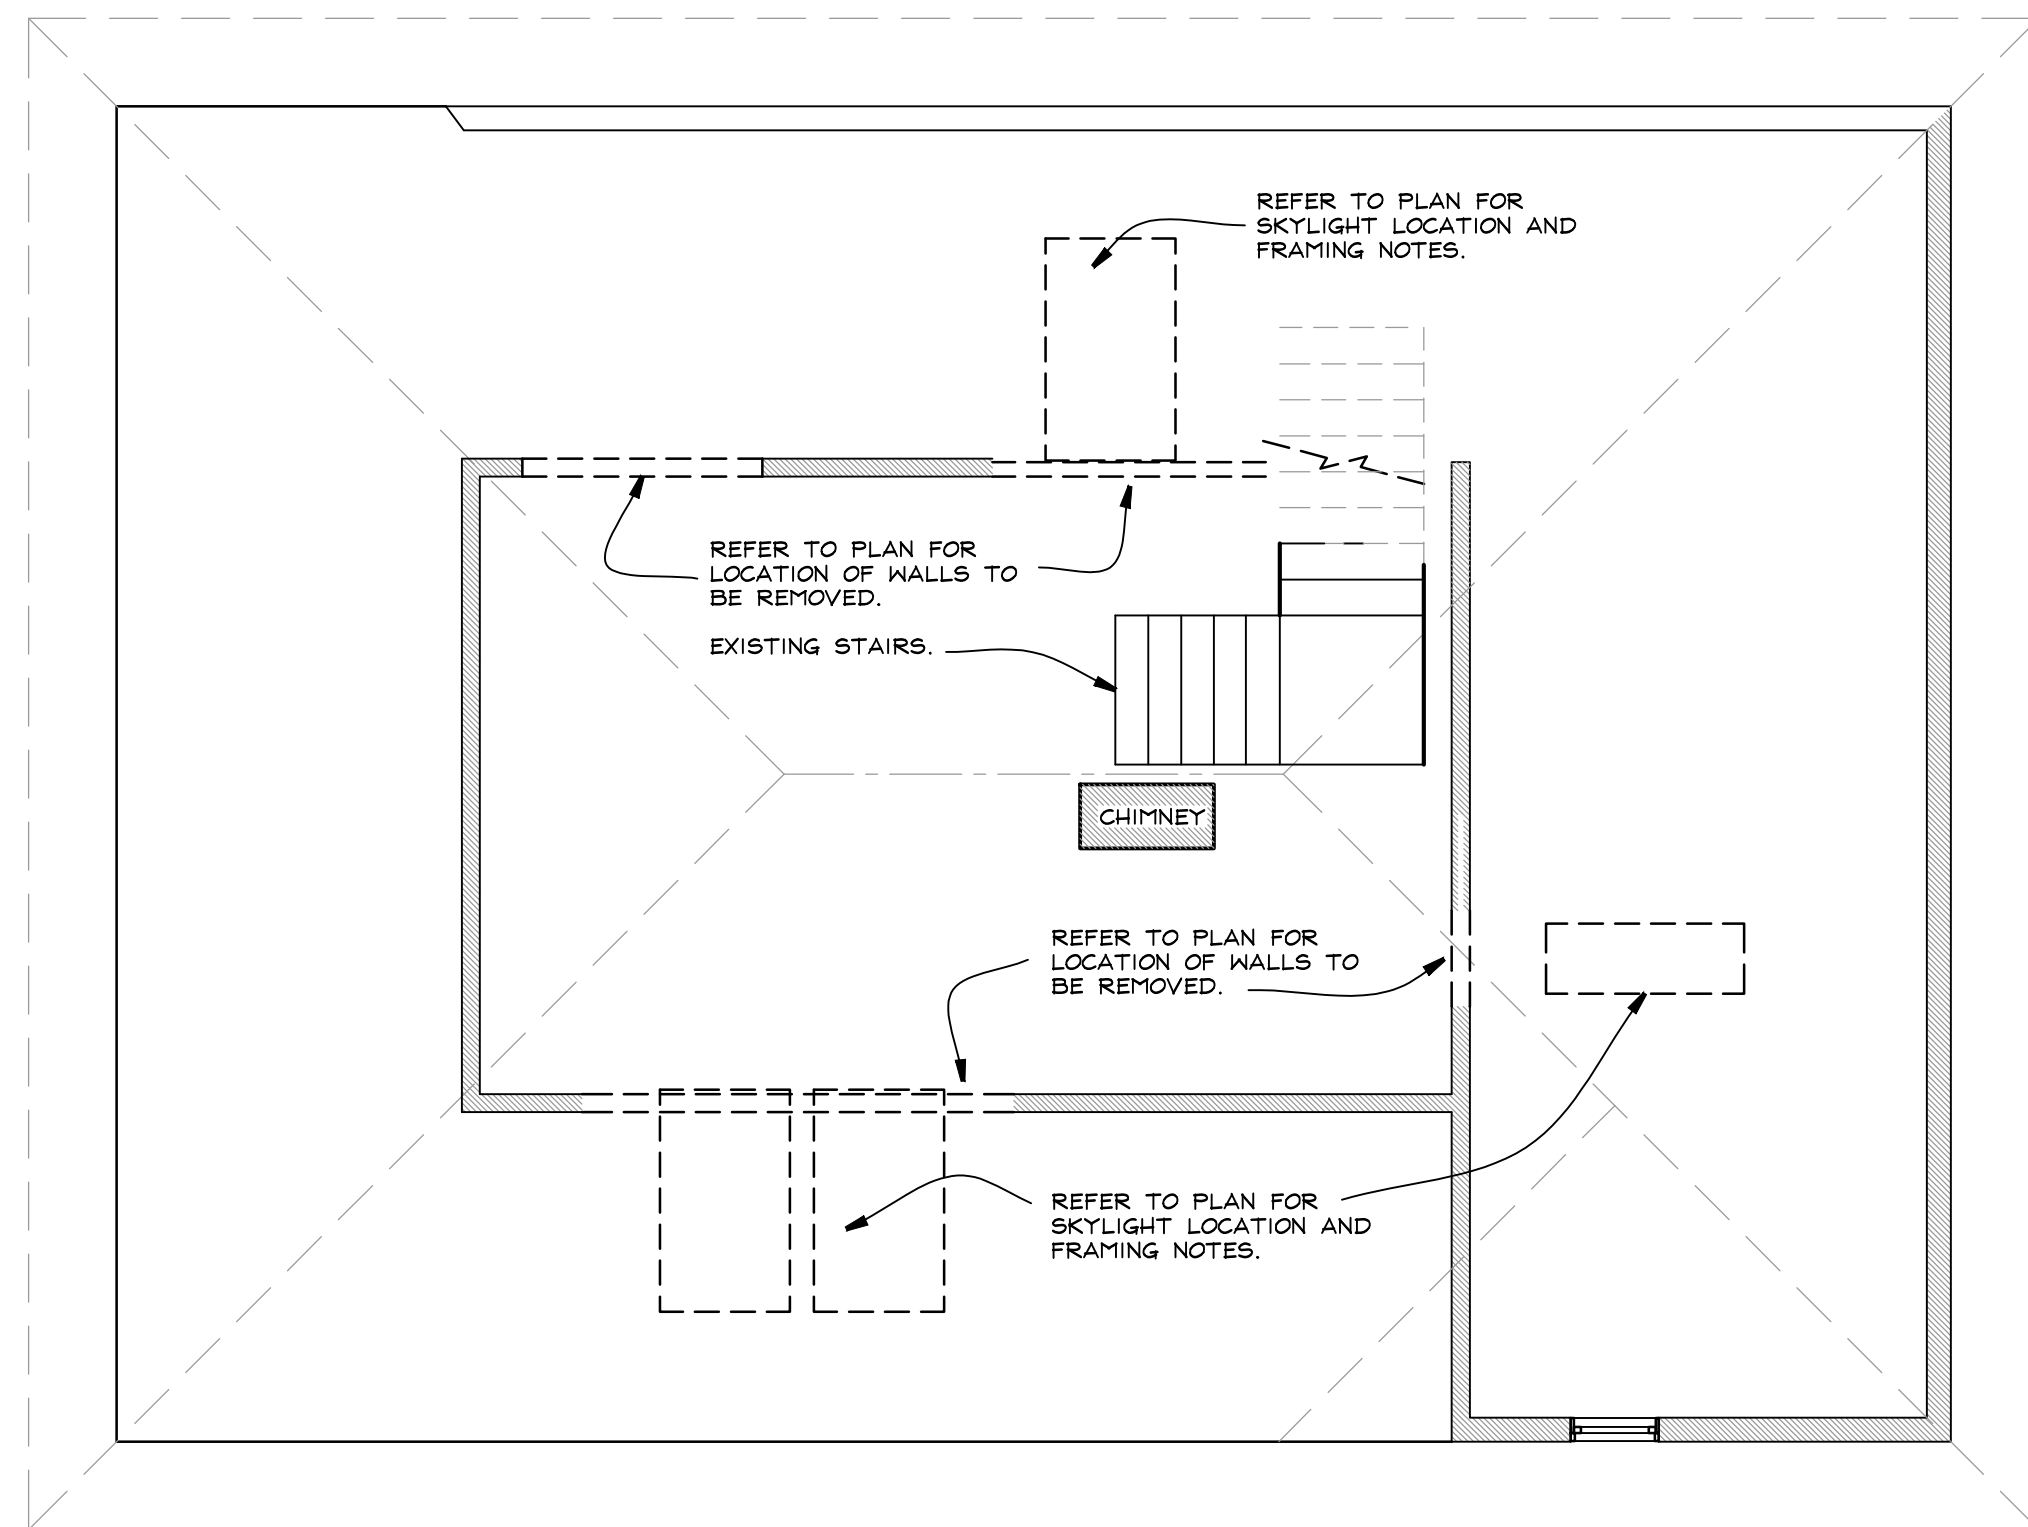 REFER TO PLAN FOR
SKYLIGHT LOCATION AND
FRAMING NOTES.
REFER TO PLAN FOR
LOCATION OF WALLS TO
BE REMOVED.
EXISTING STAIRS.
CHIMNEY
REFER TO PLAN FOR
LOCATION OF WALLS TO
BE REMOVED.
REFER TO PLAN FOR
SKYLIGHT LOCATION AND
FRAMING NOTES.